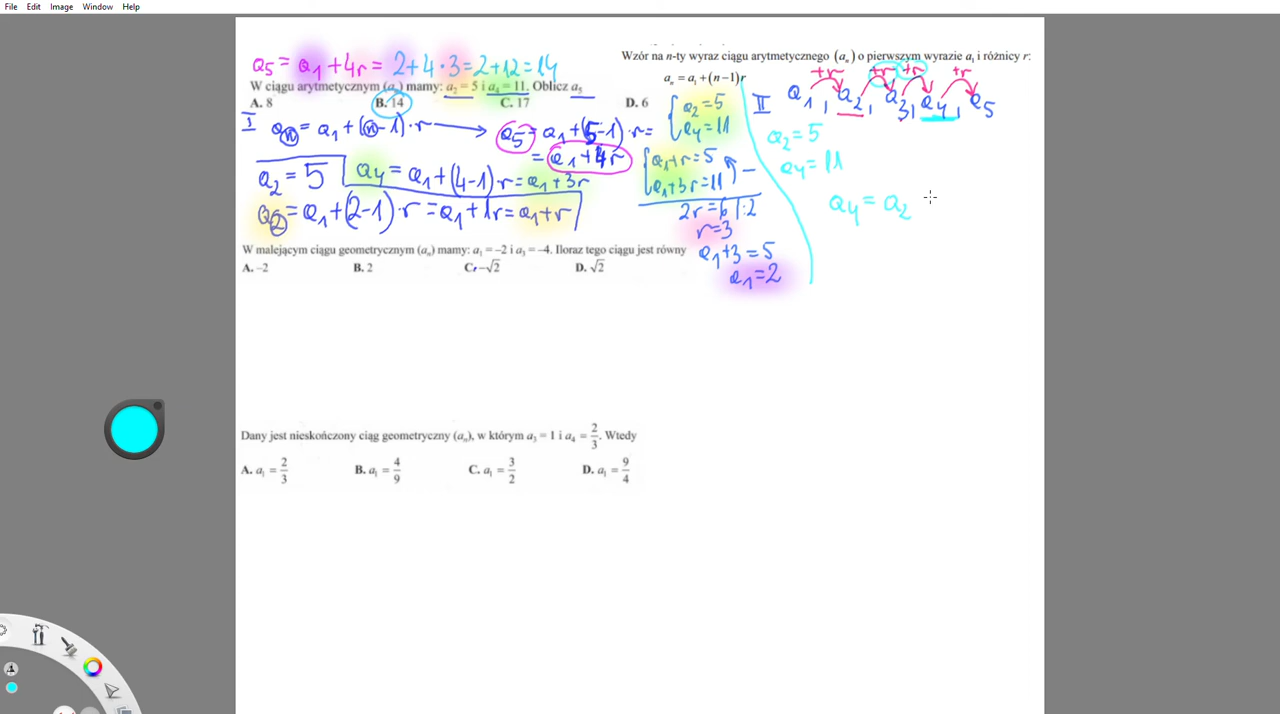 File Edit Image Window Help
a5 = a1 + 4r = 2 + 4 · 3 = 2 + 12 = 14
W ciągu arytmetycznym (aₙ) mamy: a₂ = 5 i a₄ = 11. Oblicz a₅
A. 8 B. 14 C. 17 D. 6
I an = a1 + (n-1) · r → a5 = a1 + (5-1) · r =
= a1 + 4r
a2 = 5
a4 = a1 + (4-1) · r = a1 + 3r
a2 = a1 + (2-1) · r = a1 + 1r = a1 + r
Wzór na n-ty wyraz ciągu arytmetycznego (aₙ) o pierwszym wyrazie a₁ i różnicy r:
aₙ = a₁ + (n−1)r
a2 = 5
a4 = 11
a1 + r = 5
a1 + 3r = 11 -
2r = 6 |:2
r = 3
a1 + 3 = 5
a1 = 2
II
+r +r +r +r
a1, a2, a3, a4, a5
a2 = 5
a4 = 11
a4 = a2
W malejącym ciągu geometrycznym (aₙ) mamy: a₁ = −2 i a₃ = −4. Iloraz tego ciągu jest równy
A. −2 B. 2 C. −√2 D. √2
Dany jest nieskończony ciąg geometryczny (aₙ), w którym a₃ = 1 i a₄ = 2/3. Wtedy
A. a₁ = 2/3 B. a₁ = 4/9 C. a₁ = 3/2 D. a₁ = 9/4